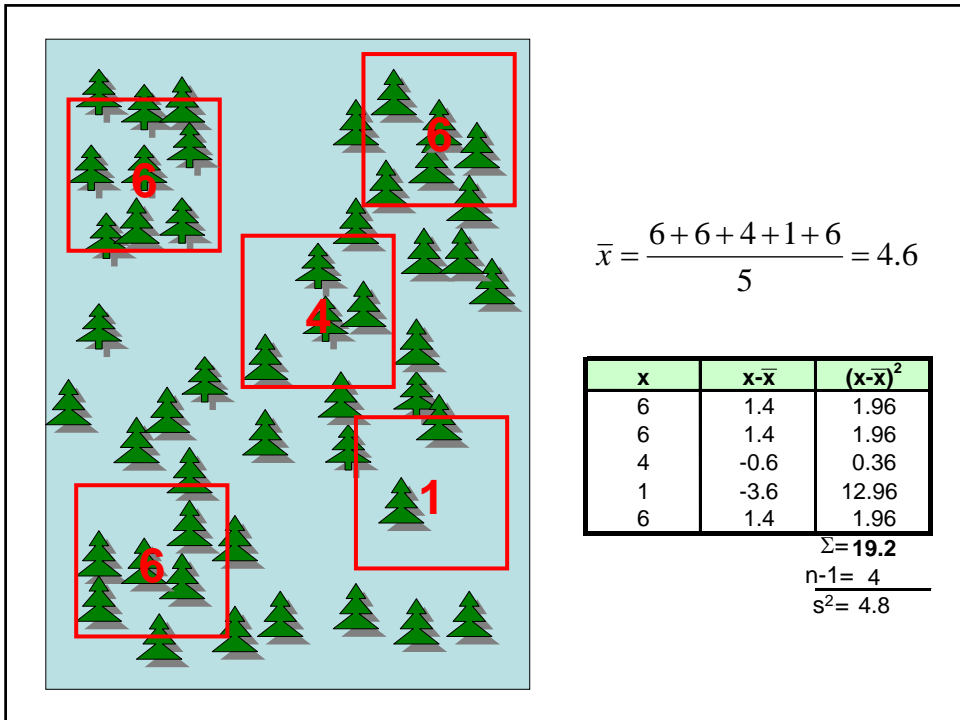 6
6
4
1
6
x̄ = (6+6+4+1+6)/5 = 4.6
x x-x̄ (x-x̄)²
6 1.4 1.96
6 1.4 1.96
4 -0.6 0.36
1 -3.6 12.96
6 1.4 1.96
Σ= 19.2
n-1= 4
s²= 4.8